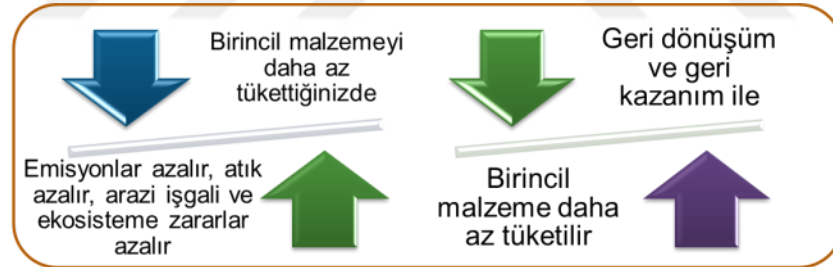 Birincil malzemeyi
daha az
tükettiğinizde
Emisyonlar azalır, atık
azalır, arazi işgali ve
ekosisteme zararlar
azalır
Geri dönüşüm
ve geri
kazanım ile
Birincil
malzeme daha
az tüketilir